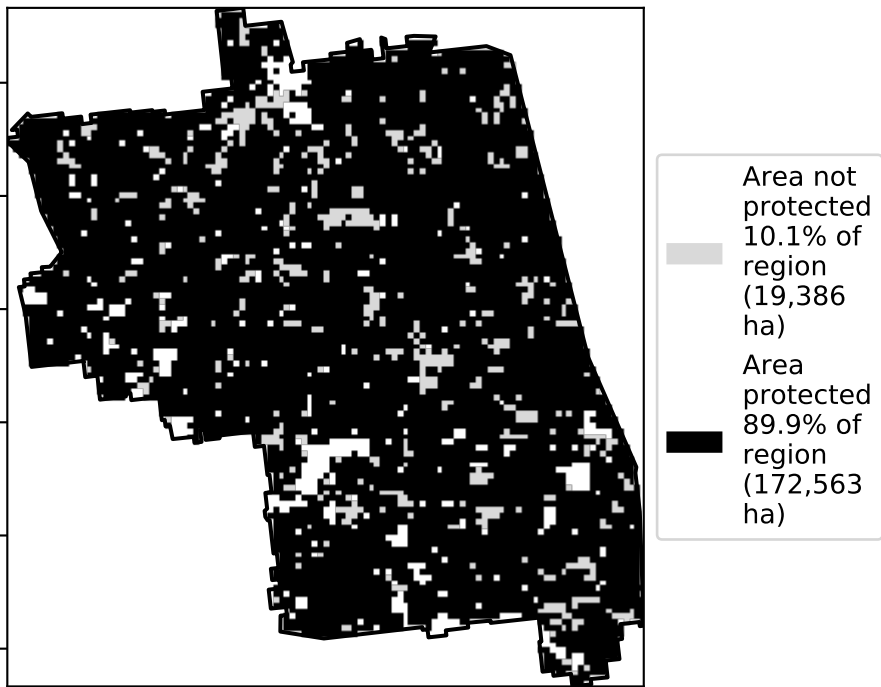 Area not
protected
10.1% of
region
(19,386
ha)
Area
protected
89.9% of
region
(172,563
ha)